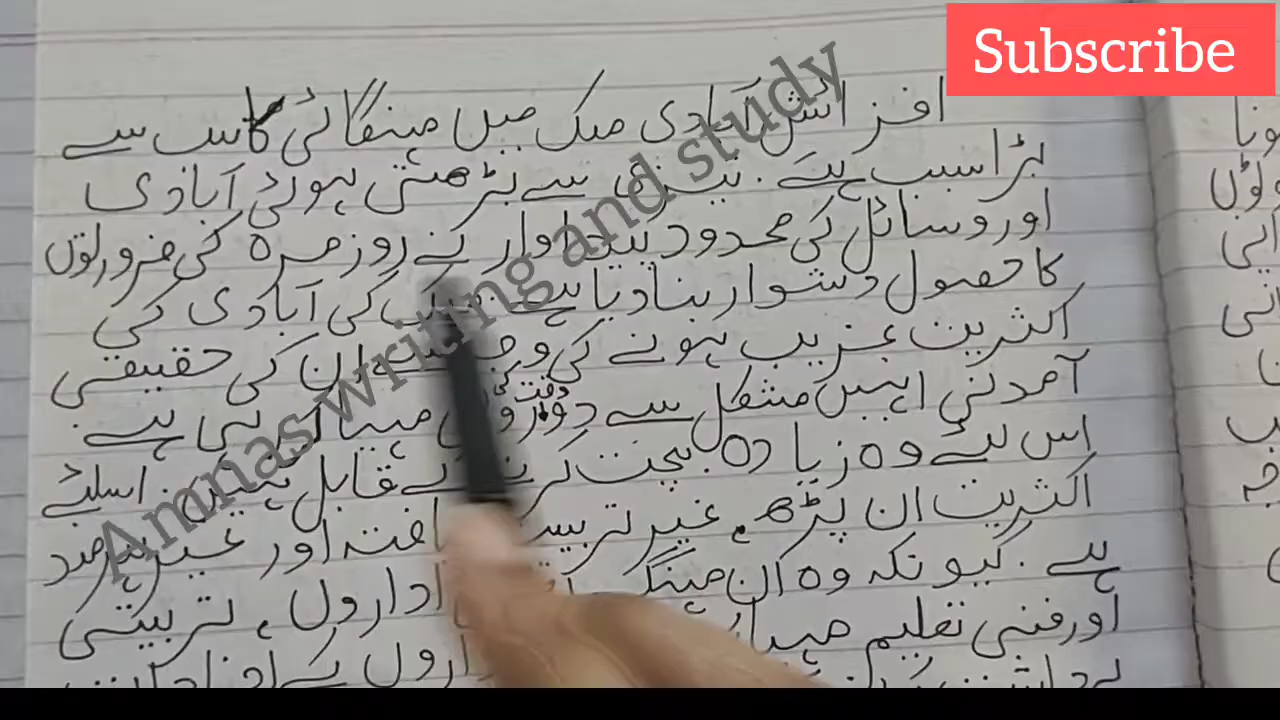 Subscribe
افزائش آبادی ملک میں مہنگائی کا سب سے
بڑا سبب ہے۔ تیزی سے بڑھتی ہوئی آبادی
اور وسائل کی محدود پیداوار نے روزمرہ کی ضرورتوں
کا حصول دشوار بنا دیا ہے۔ ملک کی آبادی کی
اکثریت غریب ہونے کی وجہ سے ان کی حقیقی
آمدنی انہیں مشکل سے دو وقت کی روٹی مہیا کرتی ہے
اس لئے وہ زیادہ بچت کرنے کے قابل نہیں۔ اسلئے
اکثریت ان پڑھ، غیر تربیت یافتہ اور غیر ہنرمند
ہے۔ کیونکہ وہ ان مہنگے اداروں، تربیتی
اور فنی تعلیم مہیا
Amnas writing and study